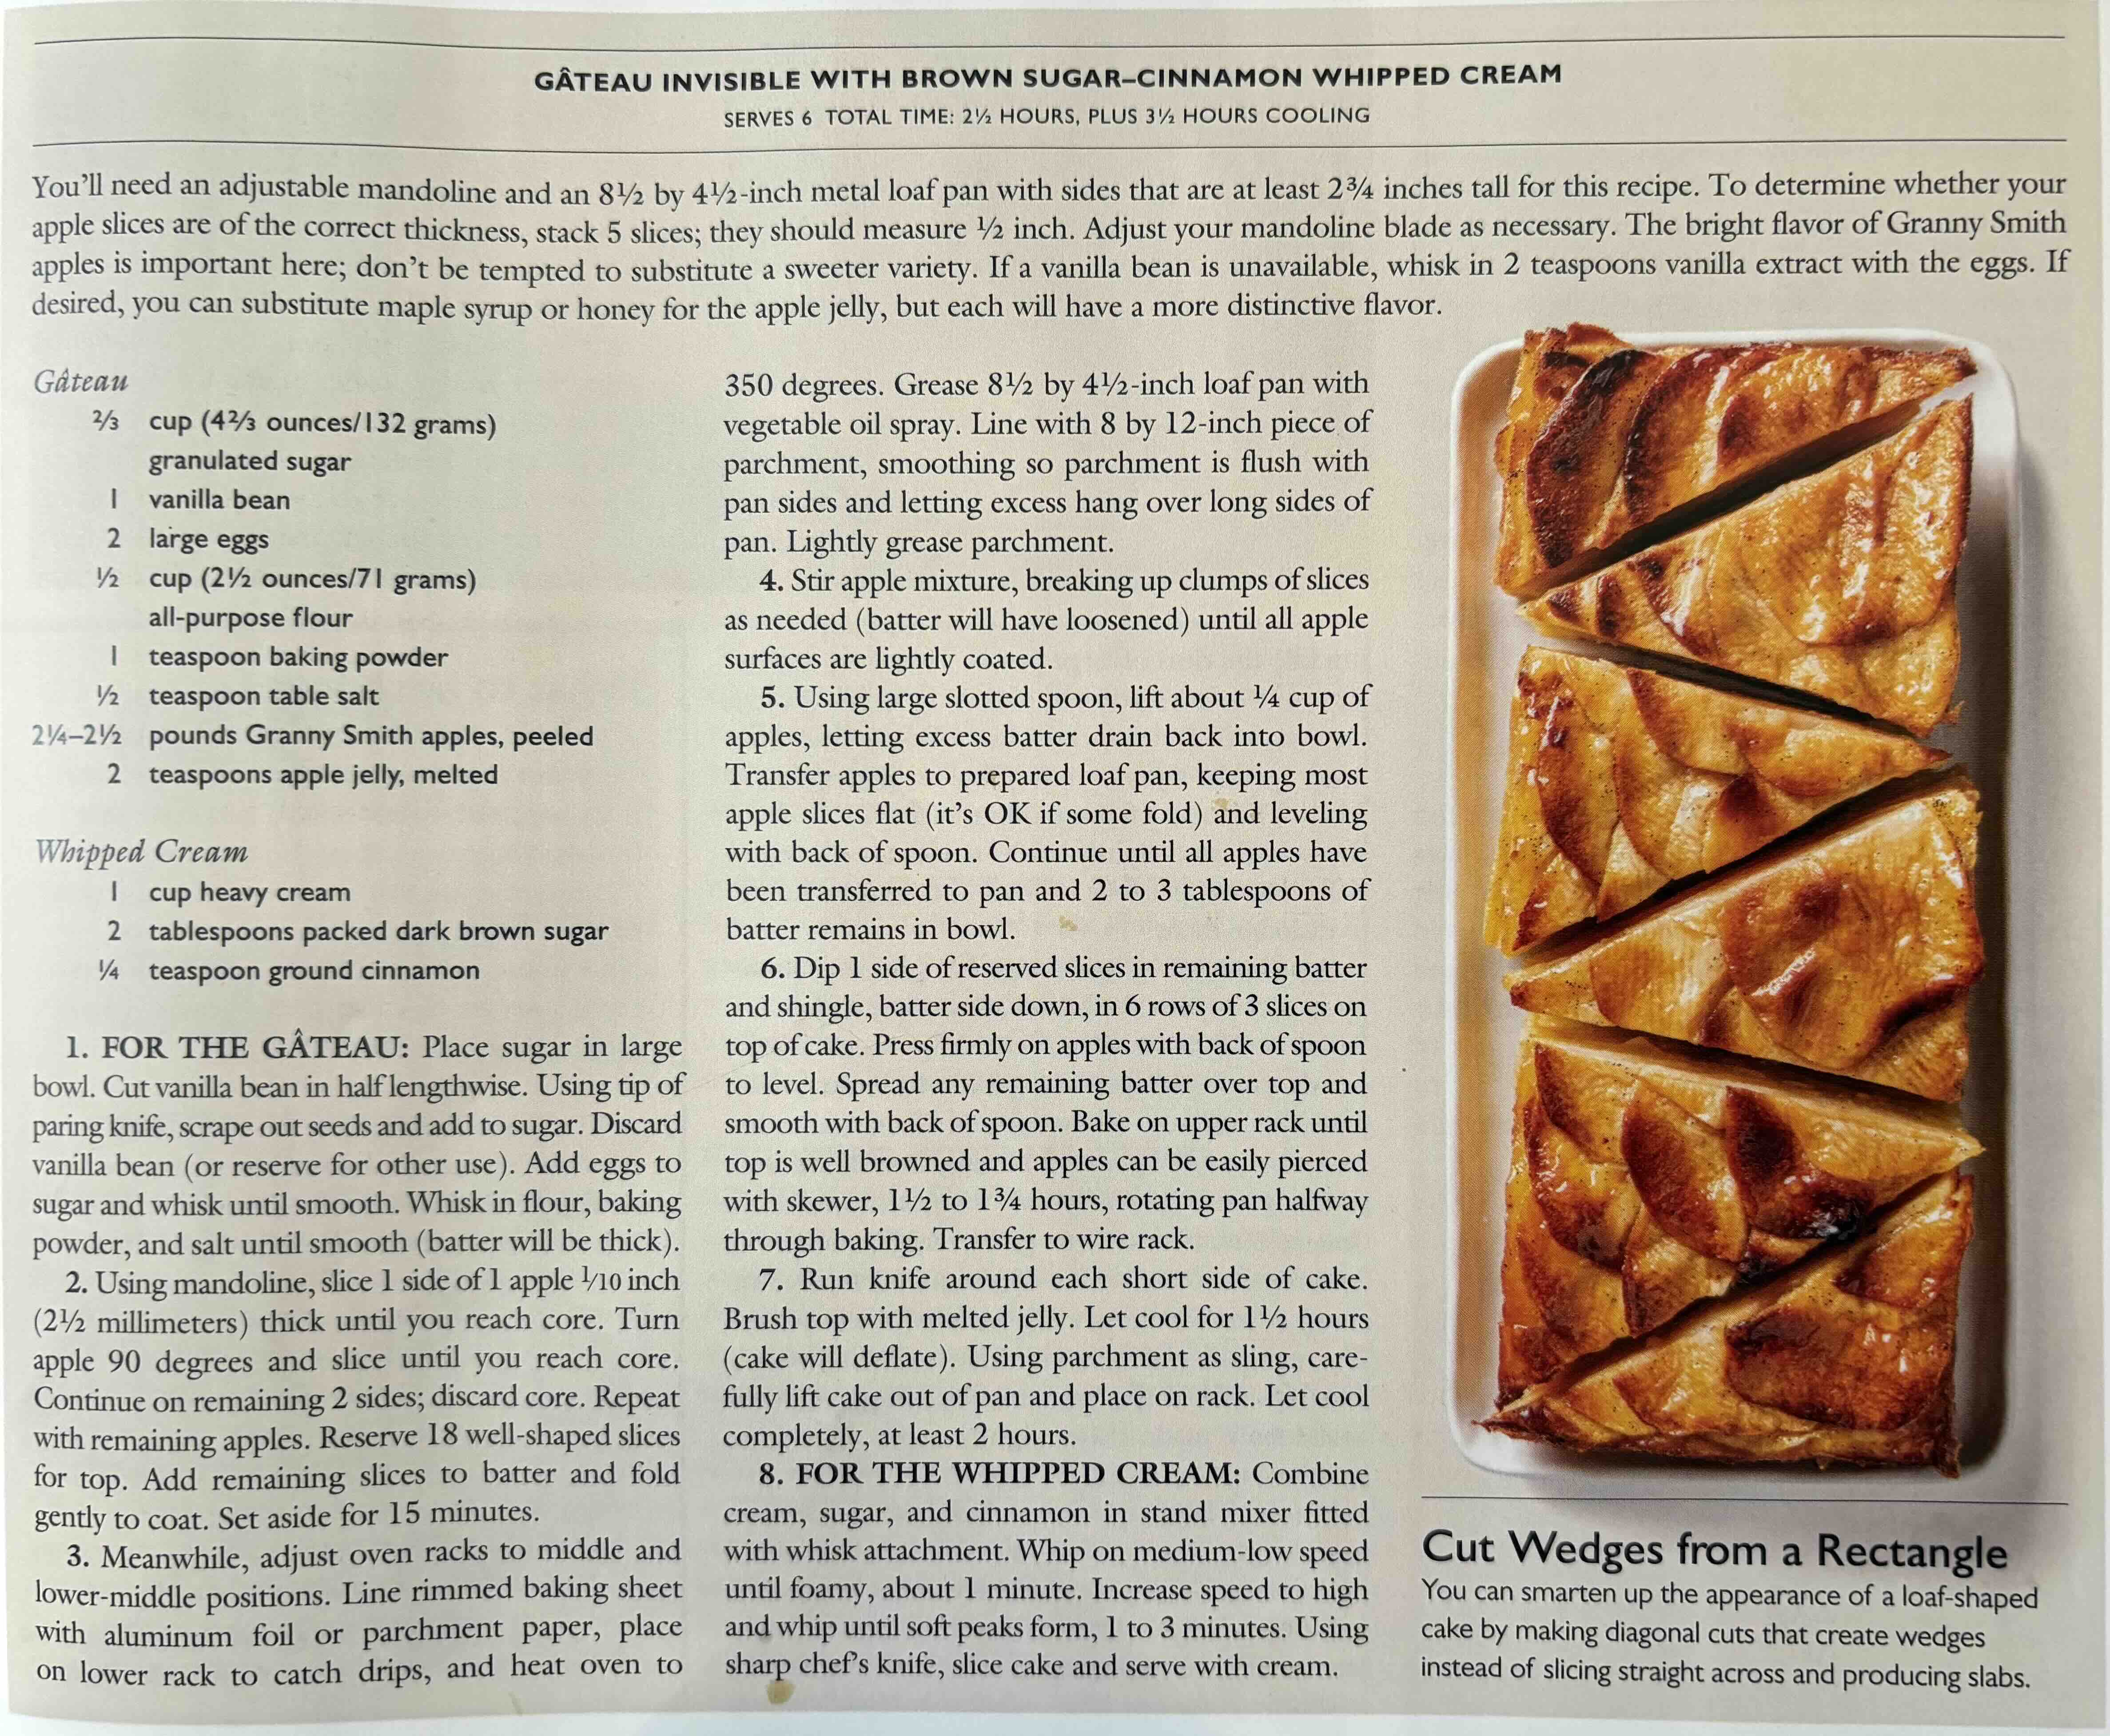 GÂTEAU INVISIBLE WITH BROWN SUGAR–CINNAMON WHIPPED CREAM
SERVES 6 TOTAL TIME: 2½ HOURS, PLUS 3½ HOURS COOLING
You'll need an adjustable mandoline and an 8½ by 4½-inch metal loaf pan with sides that are at least 2¾ inches tall for this recipe. To determine whether your
apple slices are of the correct thickness, stack 5 slices; they should measure ½ inch. Adjust your mandoline blade as necessary. The bright flavor of Granny Smith
apples is important here; don't be tempted to substitute a sweeter variety. If a vanilla bean is unavailable, whisk in 2 teaspoons vanilla extract with the eggs. If
desired, you can substitute maple syrup or honey for the apple jelly, but each will have a more distinctive flavor.
Gâteau
⅔ cup (4⅔ ounces/132 grams)
granulated sugar
1 vanilla bean
2 large eggs
½ cup (2½ ounces/71 grams)
all-purpose flour
1 teaspoon baking powder
½ teaspoon table salt
2¼–2½ pounds Granny Smith apples, peeled
2 teaspoons apple jelly, melted
Whipped Cream
1 cup heavy cream
2 tablespoons packed dark brown sugar
¼ teaspoon ground cinnamon
1. FOR THE GÂTEAU: Place sugar in large
bowl. Cut vanilla bean in half lengthwise. Using tip of
paring knife, scrape out seeds and add to sugar. Discard
vanilla bean (or reserve for other use). Add eggs to
sugar and whisk until smooth. Whisk in flour, baking
powder, and salt until smooth (batter will be thick).
2. Using mandoline, slice 1 side of 1 apple 1/10 inch
(2½ millimeters) thick until you reach core. Turn
apple 90 degrees and slice until you reach core.
Continue on remaining 2 sides; discard core. Repeat
with remaining apples. Reserve 18 well-shaped slices
for top. Add remaining slices to batter and fold
gently to coat. Set aside for 15 minutes.
3. Meanwhile, adjust oven racks to middle and
lower-middle positions. Line rimmed baking sheet
with aluminum foil or parchment paper, place
on lower rack to catch drips, and heat oven to
350 degrees. Grease 8½ by 4½-inch loaf pan with
vegetable oil spray. Line with 8 by 12-inch piece of
parchment, smoothing so parchment is flush with
pan sides and letting excess hang over long sides of
pan. Lightly grease parchment.
4. Stir apple mixture, breaking up clumps of slices
as needed (batter will have loosened) until all apple
surfaces are lightly coated.
5. Using large slotted spoon, lift about ¼ cup of
apples, letting excess batter drain back into bowl.
Transfer apples to prepared loaf pan, keeping most
apple slices flat (it's OK if some fold) and leveling
with back of spoon. Continue until all apples have
been transferred to pan and 2 to 3 tablespoons of
batter remains in bowl.
6. Dip 1 side of reserved slices in remaining batter
and shingle, batter side down, in 6 rows of 3 slices on
top of cake. Press firmly on apples with back of spoon
to level. Spread any remaining batter over top and
smooth with back of spoon. Bake on upper rack until
top is well browned and apples can be easily pierced
with skewer, 1½ to 1¾ hours, rotating pan halfway
through baking. Transfer to wire rack.
7. Run knife around each short side of cake.
Brush top with melted jelly. Let cool for 1½ hours
(cake will deflate). Using parchment as sling, care-
fully lift cake out of pan and place on rack. Let cool
completely, at least 2 hours.
8. FOR THE WHIPPED CREAM: Combine
cream, sugar, and cinnamon in stand mixer fitted
with whisk attachment. Whip on medium-low speed
until foamy, about 1 minute. Increase speed to high
and whip until soft peaks form, 1 to 3 minutes. Using
sharp chef's knife, slice cake and serve with cream.
Cut Wedges from a Rectangle
You can smarten up the appearance of a loaf-shaped
cake by making diagonal cuts that create wedges
instead of slicing straight across and producing slabs.